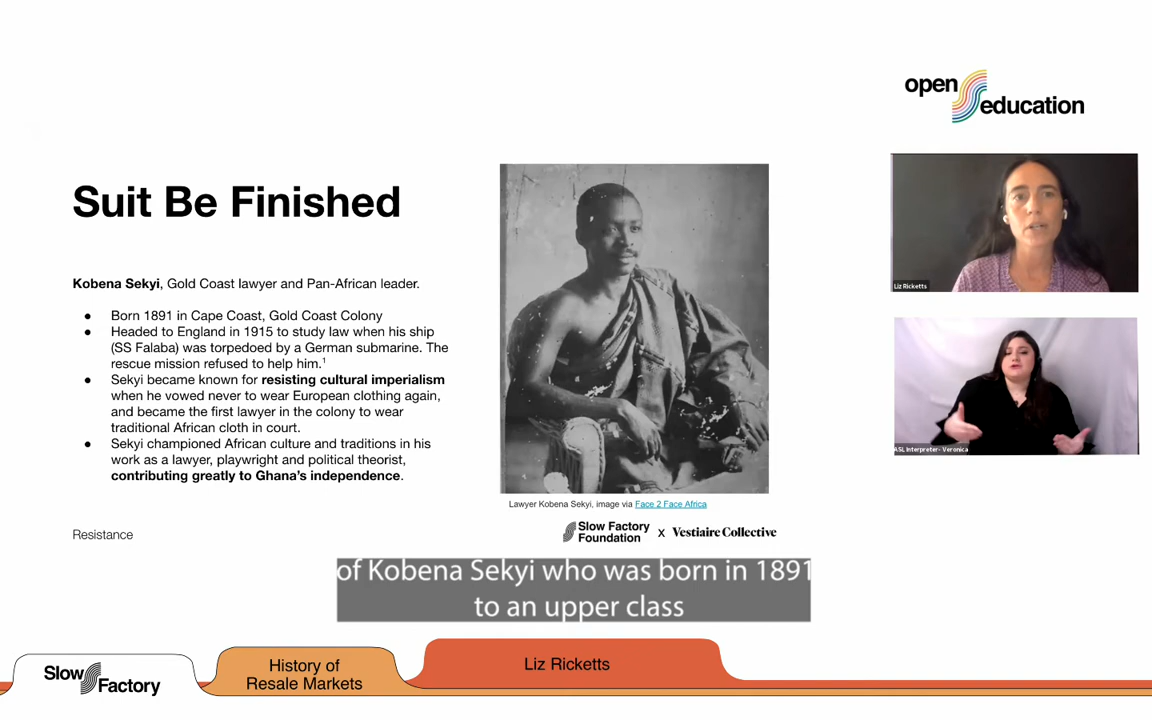 open
education
Suit Be Finished
Kobena Sekyi, Gold Coast lawyer and Pan-African leader.
● Born 1891 in Cape Coast, Gold Coast Colony
● Headed to England in 1915 to study law when his ship
(SS Falaba) was torpedoed by a German submarine. The
rescue mission refused to help him.¹
● Sekyi became known for resisting cultural imperialism
when he vowed never to wear European clothing again,
and became the first lawyer in the colony to wear
traditional African cloth in court.
● Sekyi championed African culture and traditions in his
work as a lawyer, playwright and political theorist,
contributing greatly to Ghana's independence.
Lawyer Kobena Sekyi, image via Face 2 Face Africa
Resistance
Slow Factory
Foundation x Vestiaire Collective
Liz Ricketts
ASL Interpreter- Veronica
of Kobena Sekyi who was born in 1891
to an upper class
Slow
Factory
History of
Resale Markets
Liz Ricketts